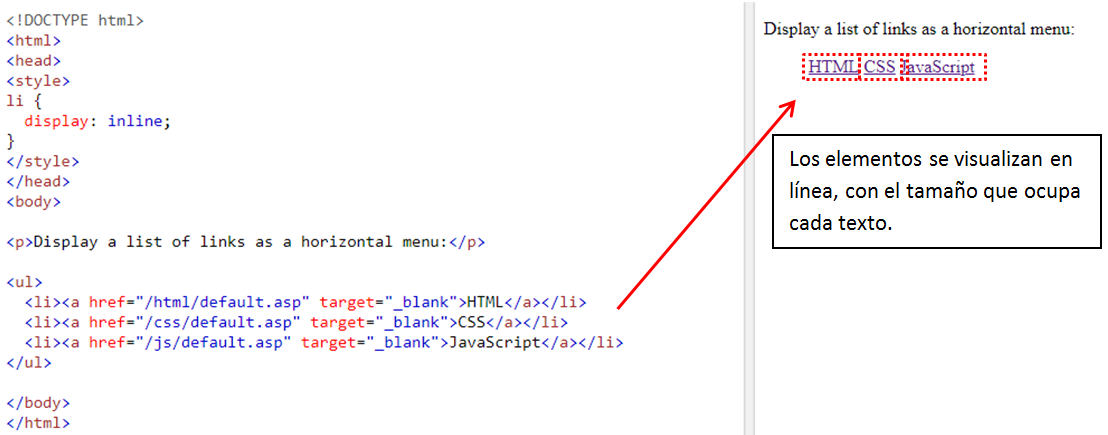 <!DOCTYPE html>
<html>
<head>
<style>
li {
  display: inline;
}
</style>
</head>
<body>

<p>Display a list of links as a horizontal menu:</p>

<ul>
  <li><a href="/html/default.asp" target="_blank">HTML</a></li>
  <li><a href="/css/default.asp" target="_blank">CSS</a></li>
  <li><a href="/js/default.asp" target="_blank">JavaScript</a></li>
</ul>

</body>
</html>
Display a list of links as a horizontal menu:
HTML CSS JavaScript
Los elementos se visualizan en
línea, con el tamaño que ocupa
cada texto.